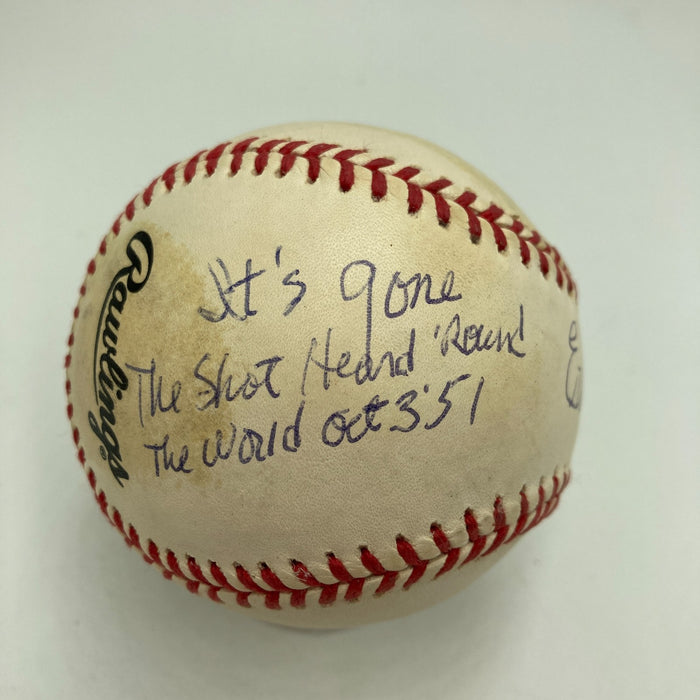 Rawlings
It's gone
The Shot Heard 'Round
The World Oct 3'51